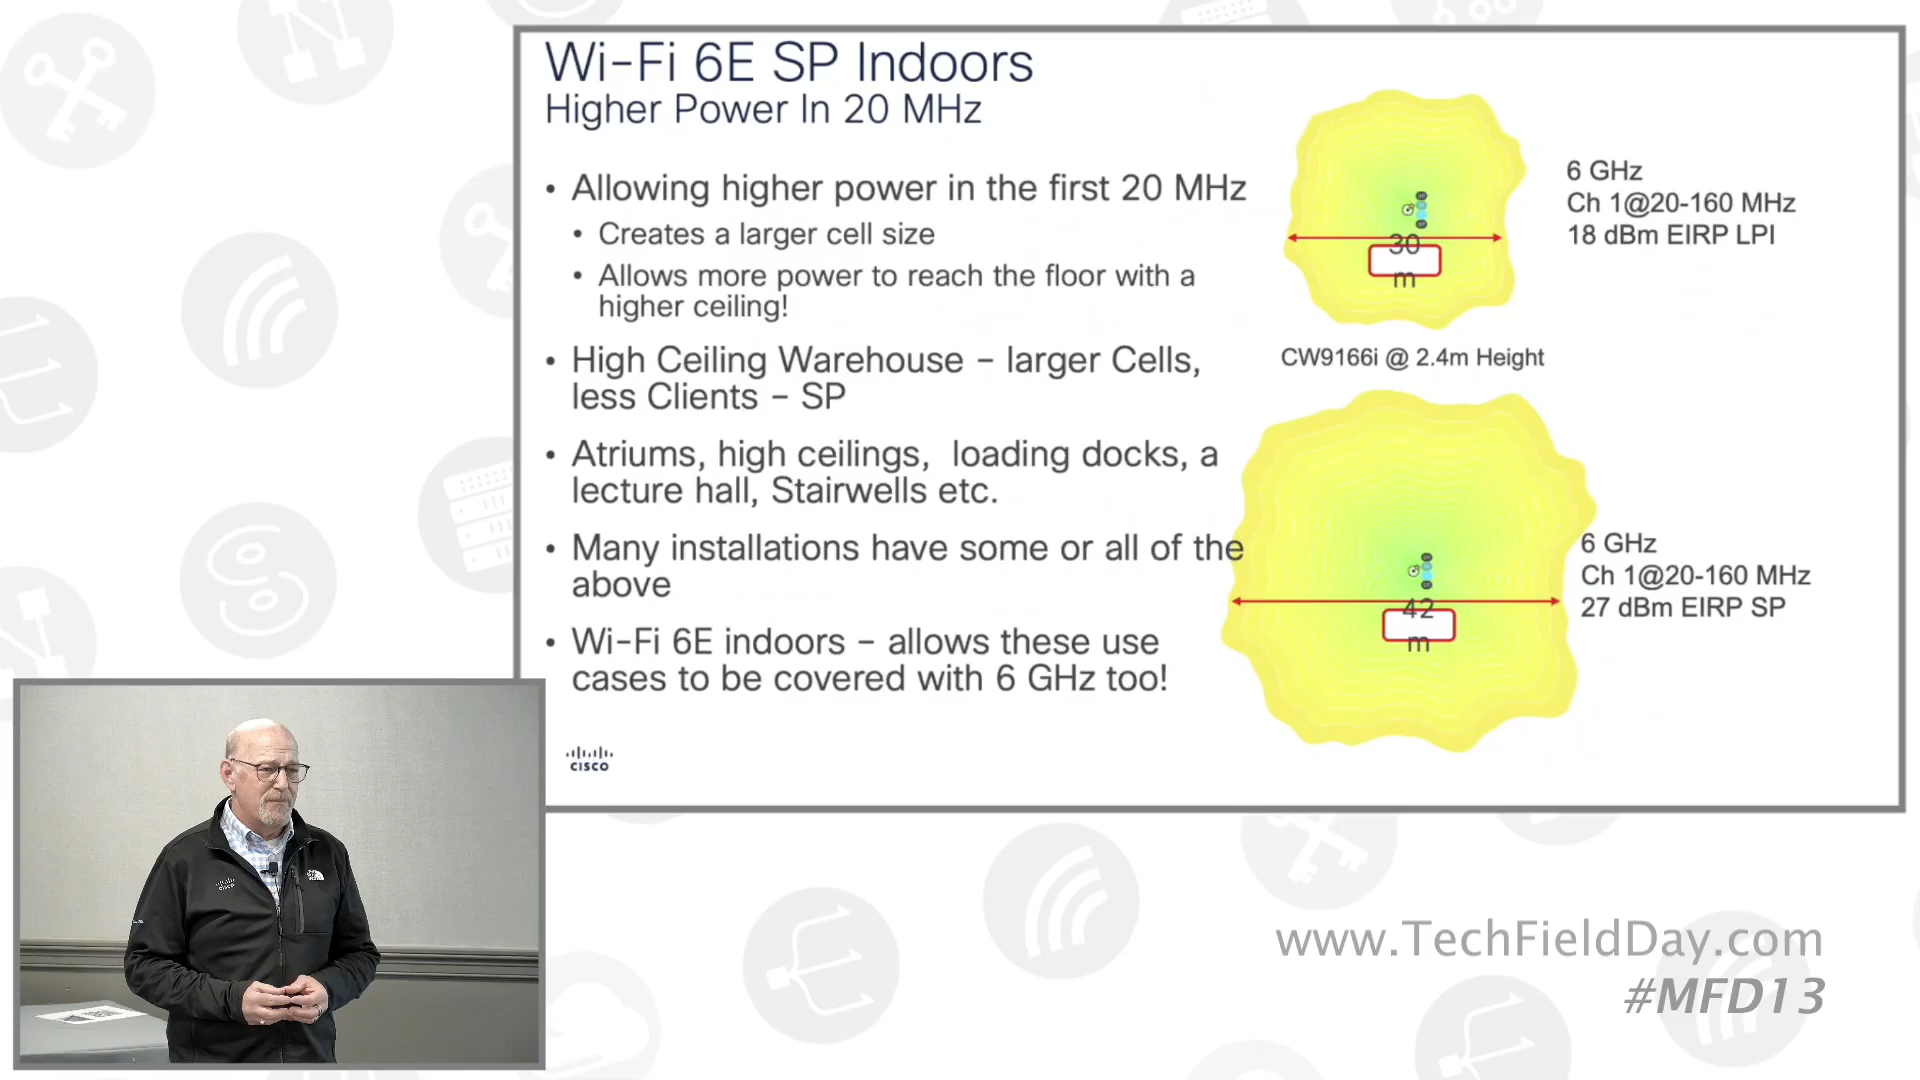 Wi-Fi 6E SP Indoors
Higher Power In 20 MHz
• Allowing higher power in the first 20 MHz
• Creates a larger cell size
• Allows more power to reach the floor with a
higher ceiling!
• High Ceiling Warehouse – larger Cells,
less Clients – SP
• Atriums, high ceilings, loading docks, a
lecture hall, Stairwells etc.
• Many installations have some or all of the
above
• Wi-Fi 6E indoors – allows these use
cases to be covered with 6 GHz too!
CISCO
30
m
6 GHz
Ch 1@20-160 MHz
18 dBm EIRP LPI
CW9166i @ 2.4m Height
42
m
6 GHz
Ch 1@20-160 MHz
27 dBm EIRP SP
www.TechFieldDay.com
#MFD13